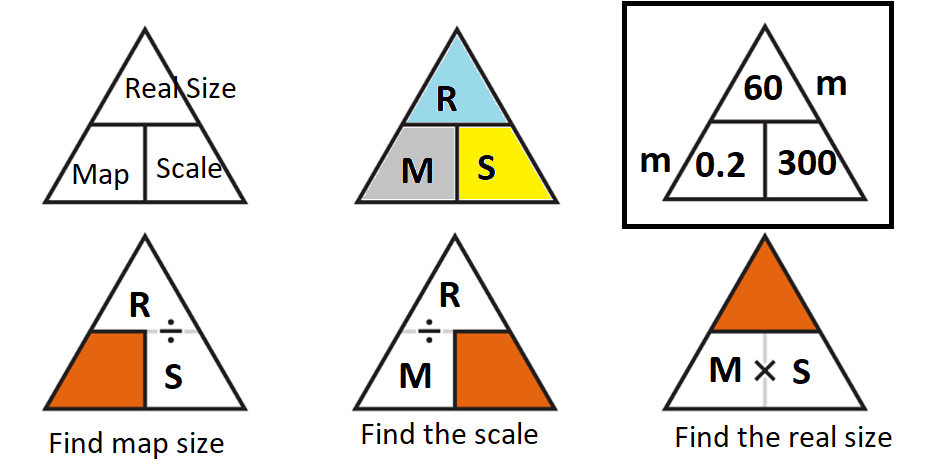 Real Size
Map Scale
R
M S
60 m
m 0.2 300
R
÷
S
Find map size
R
÷
M
Find the scale
M × S
Find the real size